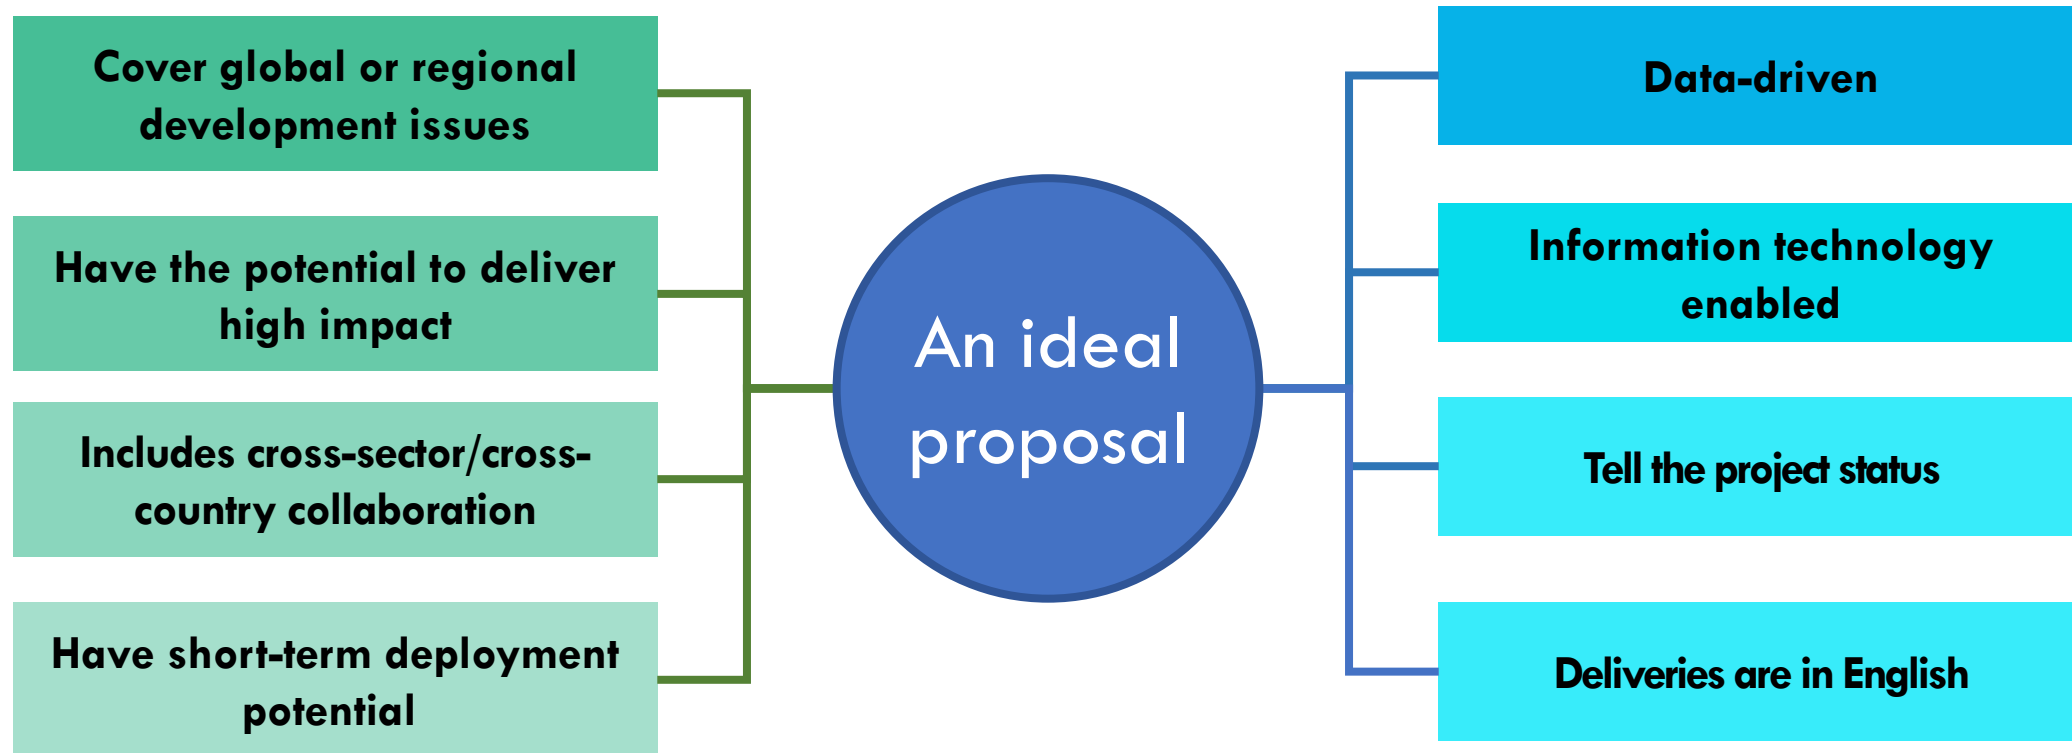 Cover global or regional
development issues
Have the potential to deliver
high impact
Includes cross-sector/cross-
country collaboration
Have short-term deployment
potential
An ideal
proposal
Data-driven
Information technology
enabled
Tell the project status
Deliveries are in English